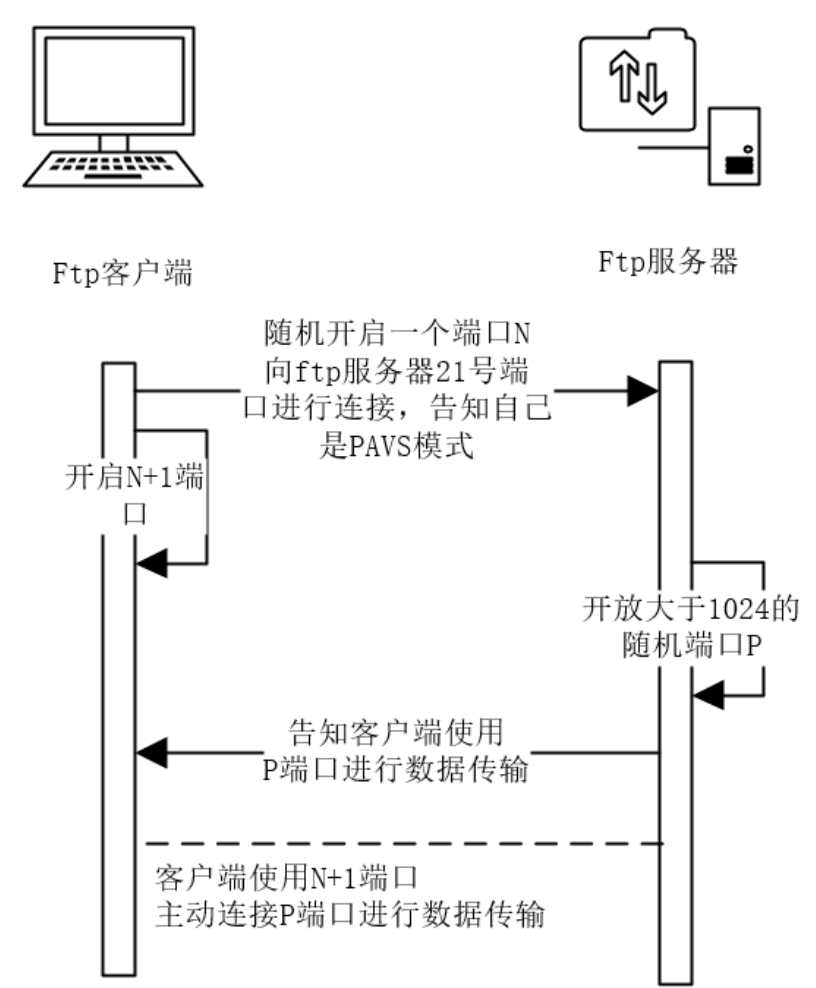 Ftp客户端
Ftp服务器
随机开启一个端口N
向ftp服务器21号端
口进行连接，告知自己
是PAVS模式
开启N+1端
口
开放大于1024的
随机端口P
告知客户端使用
P端口进行数据传输
客户端使用N+1端口
主动连接P端口进行数据传输